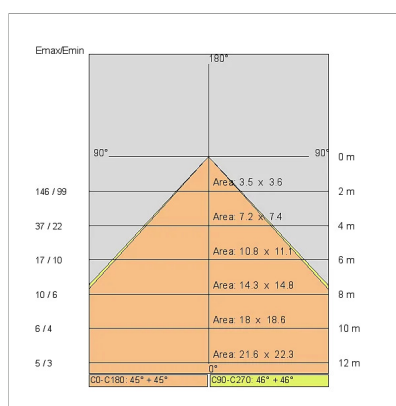 Emax/Emin
180°
90° 90° 0 m
146 / 99 Area: 3.5 x 3.6 2 m
37 / 22 Area: 7.2 x 7.4 4 m
17 / 10 Area: 10.8 x 11.1 6 m
10 / 6 Area: 14.3 x 14.8 8 m
6 / 4 Area: 18 x 18.6 10 m
5 / 3 Area: 21.6 x 22.3 12 m
0°
C0-C180: 45° + 45° C90-C270: 46° + 46°